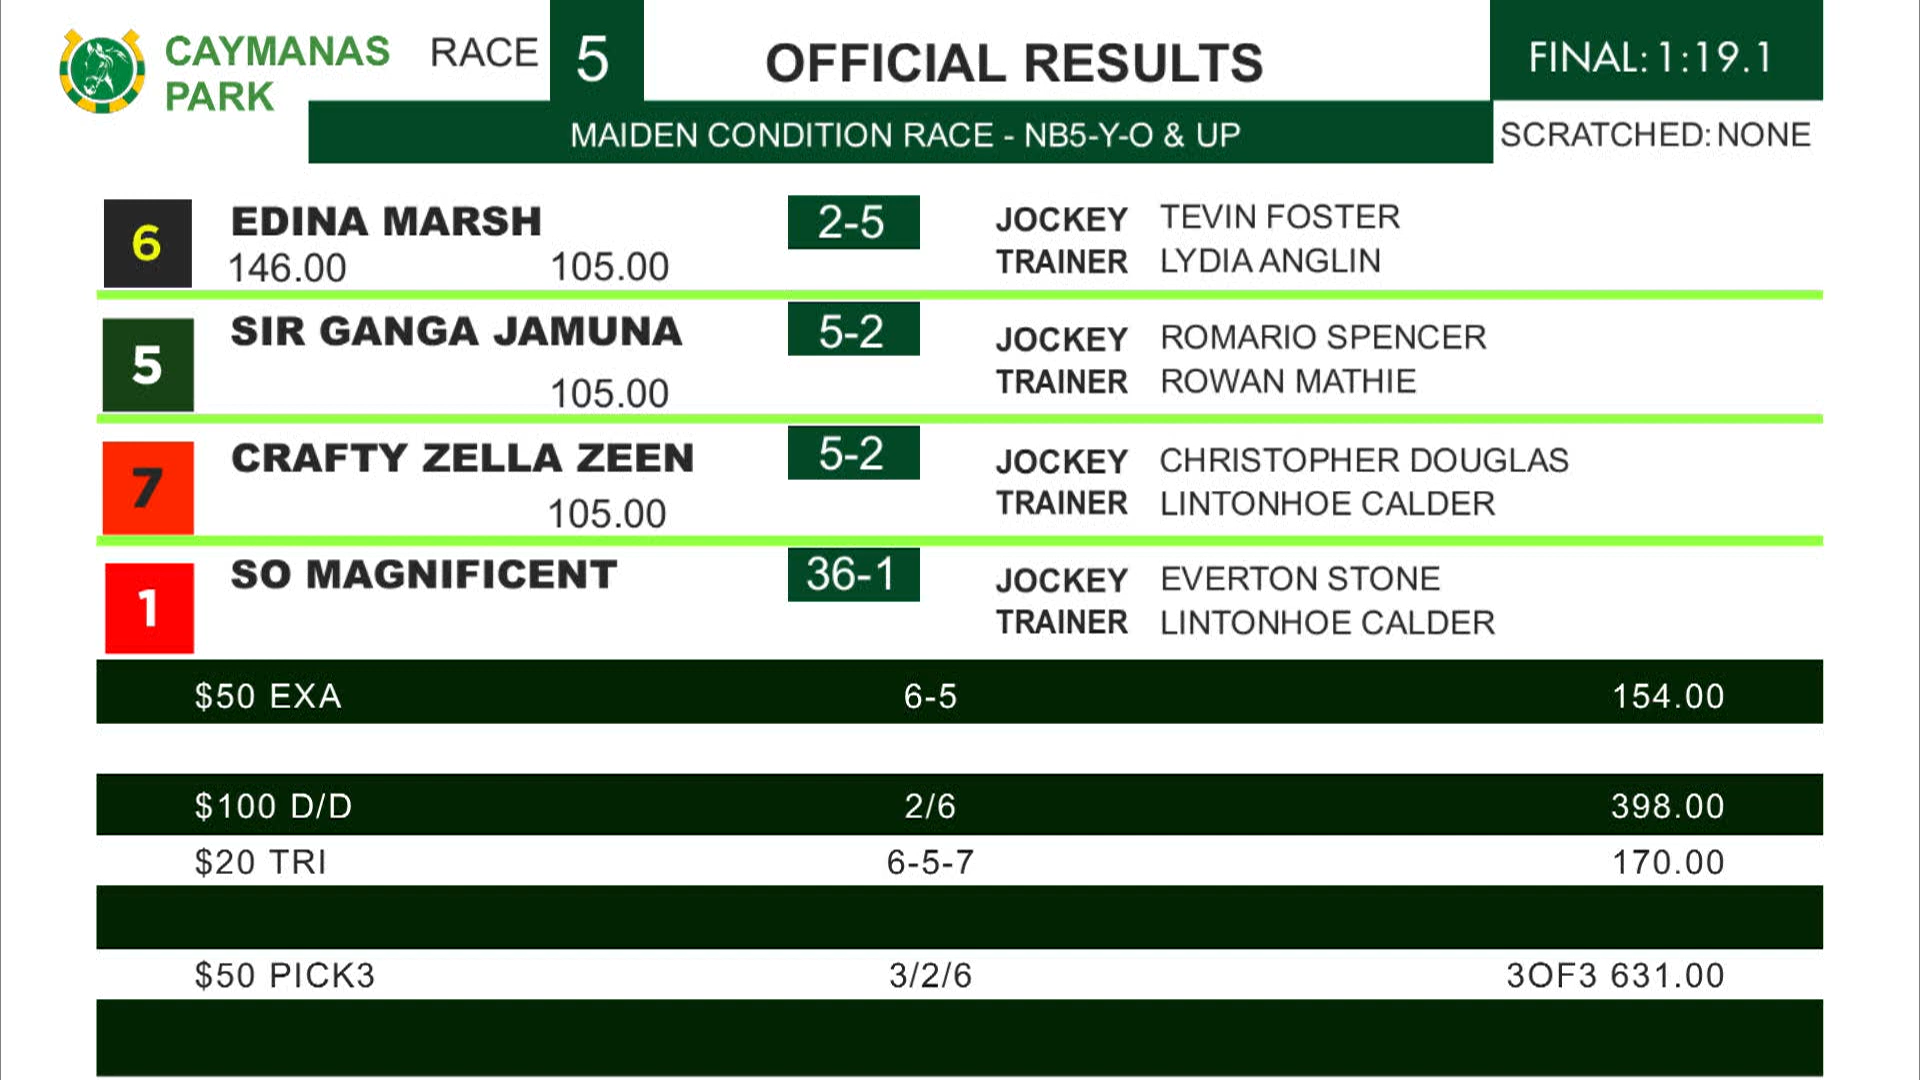 CAYMANAS PARK
RACE 5
OFFICIAL RESULTS
FINAL: 1:19.1
MAIDEN CONDITION RACE - NB5-Y-O & UP
SCRATCHED: NONE
6 EDINA MARSH 2-5 JOCKEY TEVIN FOSTER
146.00 105.00 TRAINER LYDIA ANGLIN
5 SIR GANGA JAMUNA 5-2 JOCKEY ROMARIO SPENCER
105.00 TRAINER ROWAN MATHIE
7 CRAFTY ZELLA ZEEN 5-2 JOCKEY CHRISTOPHER DOUGLAS
105.00 TRAINER LINTONHOE CALDER
1 SO MAGNIFICENT 36-1 JOCKEY EVERTON STONE
TRAINER LINTONHOE CALDER
$50 EXA 6-5 154.00
$100 D/D 2/6 398.00
$20 TRI 6-5-7 170.00
$50 PICK3 3/2/6 3OF3 631.00